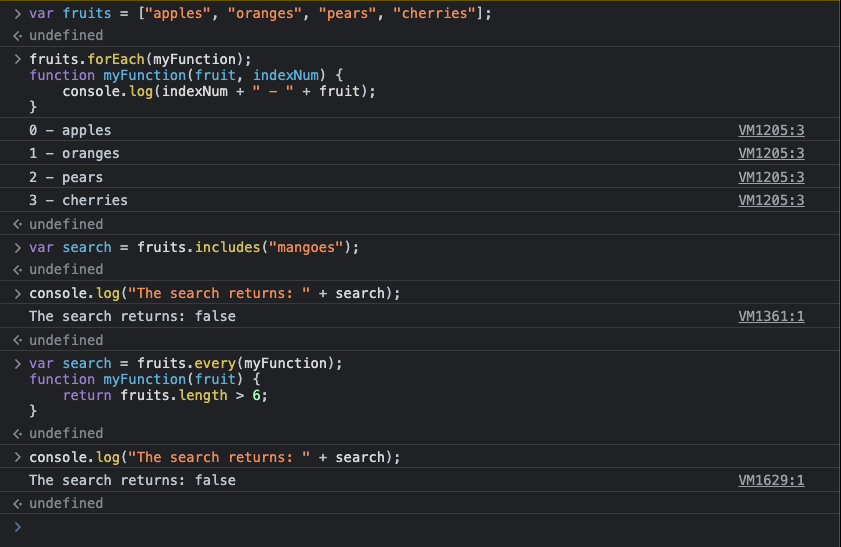 > var fruits = ["apples", "oranges", "pears", "cherries"];
<· undefined
> fruits.forEach(myFunction);
function myFunction(fruit, indexNum) {
    console.log(indexNum + " – " + fruit);
}
0 – apples VM1205:3
1 – oranges VM1205:3
2 – pears VM1205:3
3 – cherries VM1205:3
<· undefined
> var search = fruits.includes("mangoes");
<· undefined
> console.log("The search returns: " + search);
The search returns: false VM1361:1
<· undefined
> var search = fruits.every(myFunction);
function myFunction(fruit) {
    return fruits.length > 6;
}
<· undefined
> console.log("The search returns: " + search);
The search returns: false VM1629:1
<· undefined
>